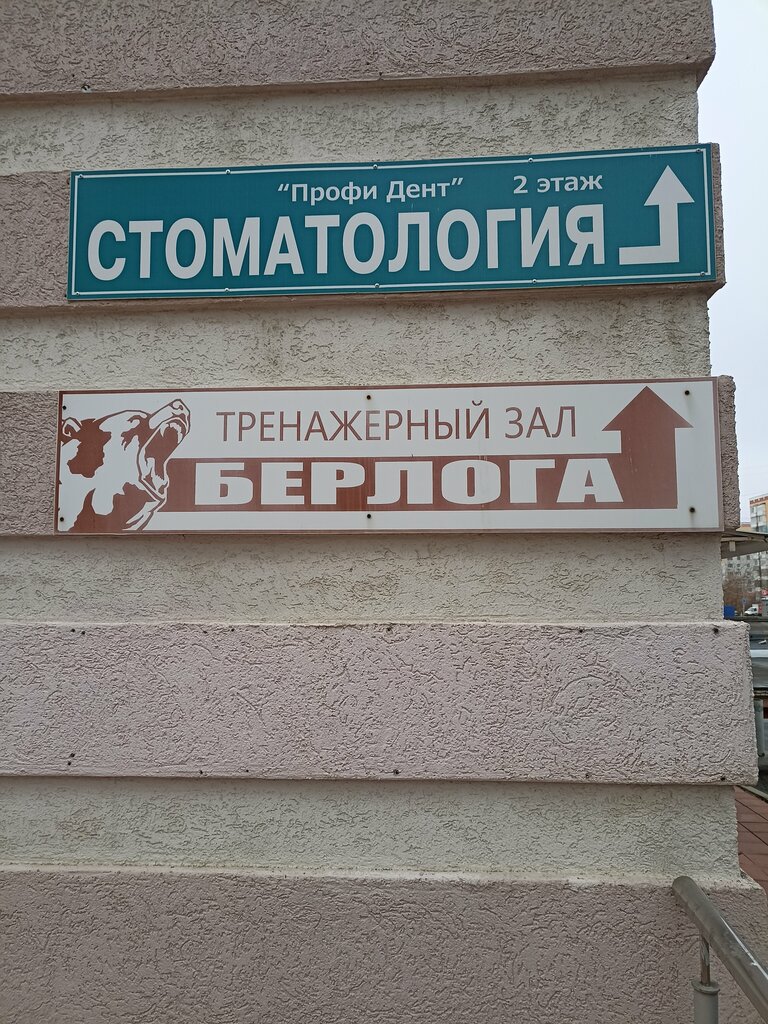 "Профи Дент" 2 этаж
СТОМАТОЛОГИЯ
ТРЕНАЖЕРНЫЙ ЗАЛ
БЕРЛОГА